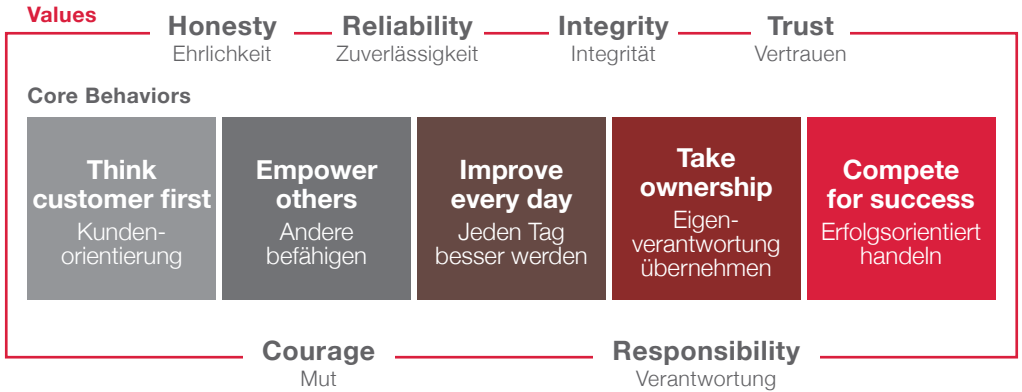 Values
Honesty Reliability Integrity Trust
Ehrlichkeit Zuverlässigkeit Integrität Vertrauen
Core Behaviors
Think
customer first
Kunden-
orientierung
Empower
others
Andere
befähigen
Improve
every day
Jeden Tag
besser werden
Take
ownership
Eigen-
verantwortung
übernehmen
Compete
for success
Erfolgsorientiert
handeln
Courage Responsibility
Mut Verantwortung